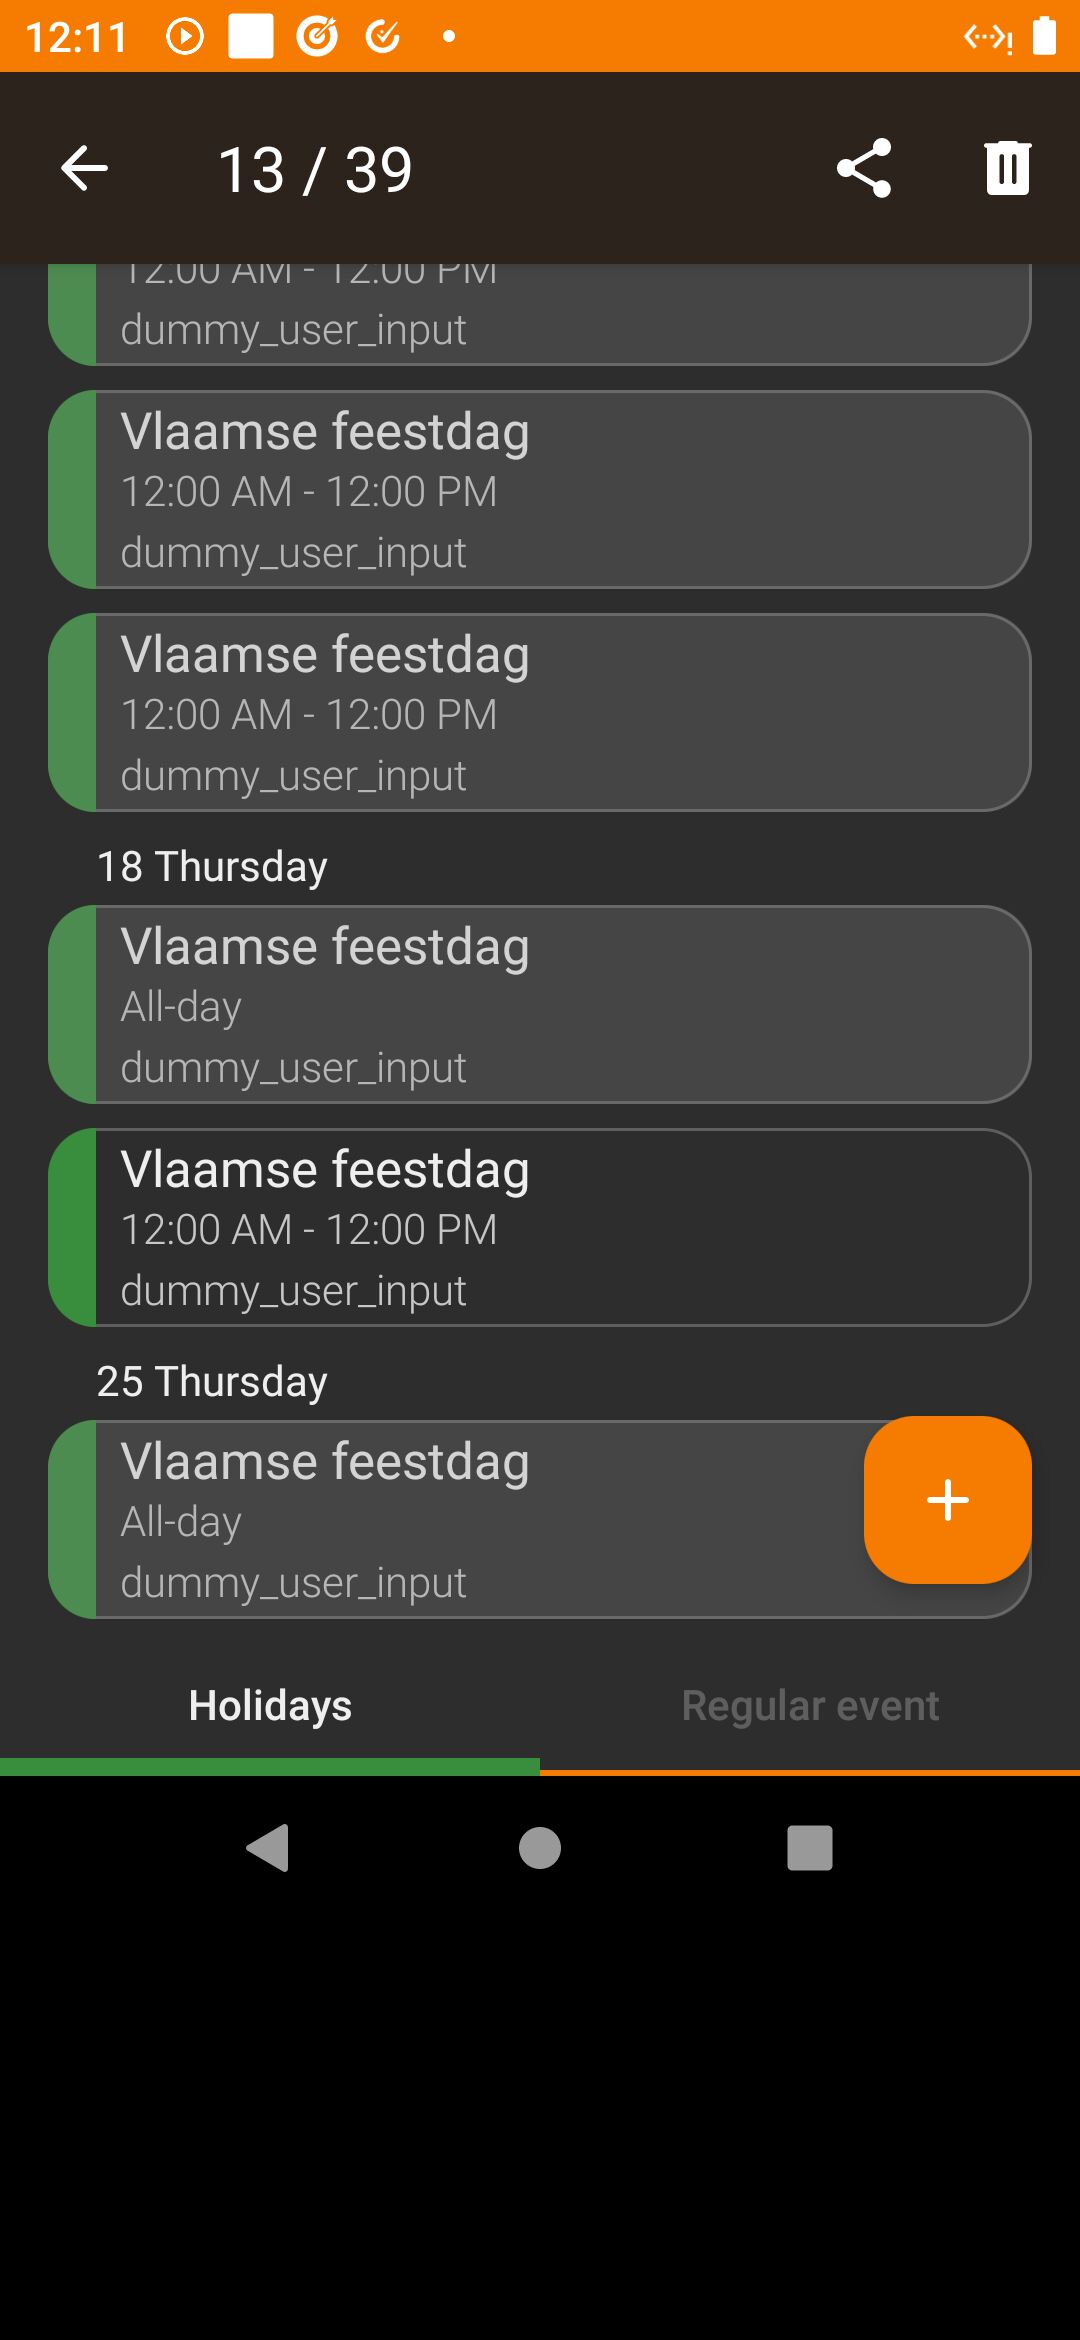 12:11
13 / 39
12:00 AM - 12:00 PM
dummy_user_input
Vlaamse feestdag
12:00 AM - 12:00 PM
dummy_user_input
Vlaamse feestdag
12:00 AM - 12:00 PM
dummy_user_input
18 Thursday
Vlaamse feestdag
All-day
dummy_user_input
Vlaamse feestdag
12:00 AM - 12:00 PM
dummy_user_input
25 Thursday
Vlaamse feestdag
All-day
dummy_user_input
Holidays
Regular event